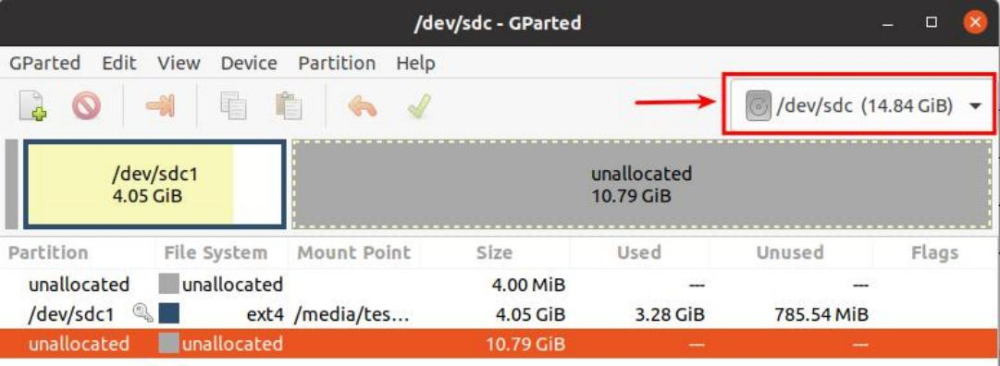 /dev/sdc - GParted
GParted Edit View Device Partition Help
/dev/sdc (14.84 GiB)
/dev/sdc1
4.05 GiB
unallocated
10.79 GiB
Partition File System Mount Point Size Used Unused Flags
unallocated unallocated 4.00 MiB --- ---
/dev/sdc1 ext4 /media/tes... 4.05 GiB 3.28 GiB 785.54 MiB
unallocated unallocated 10.79 GiB --- ---